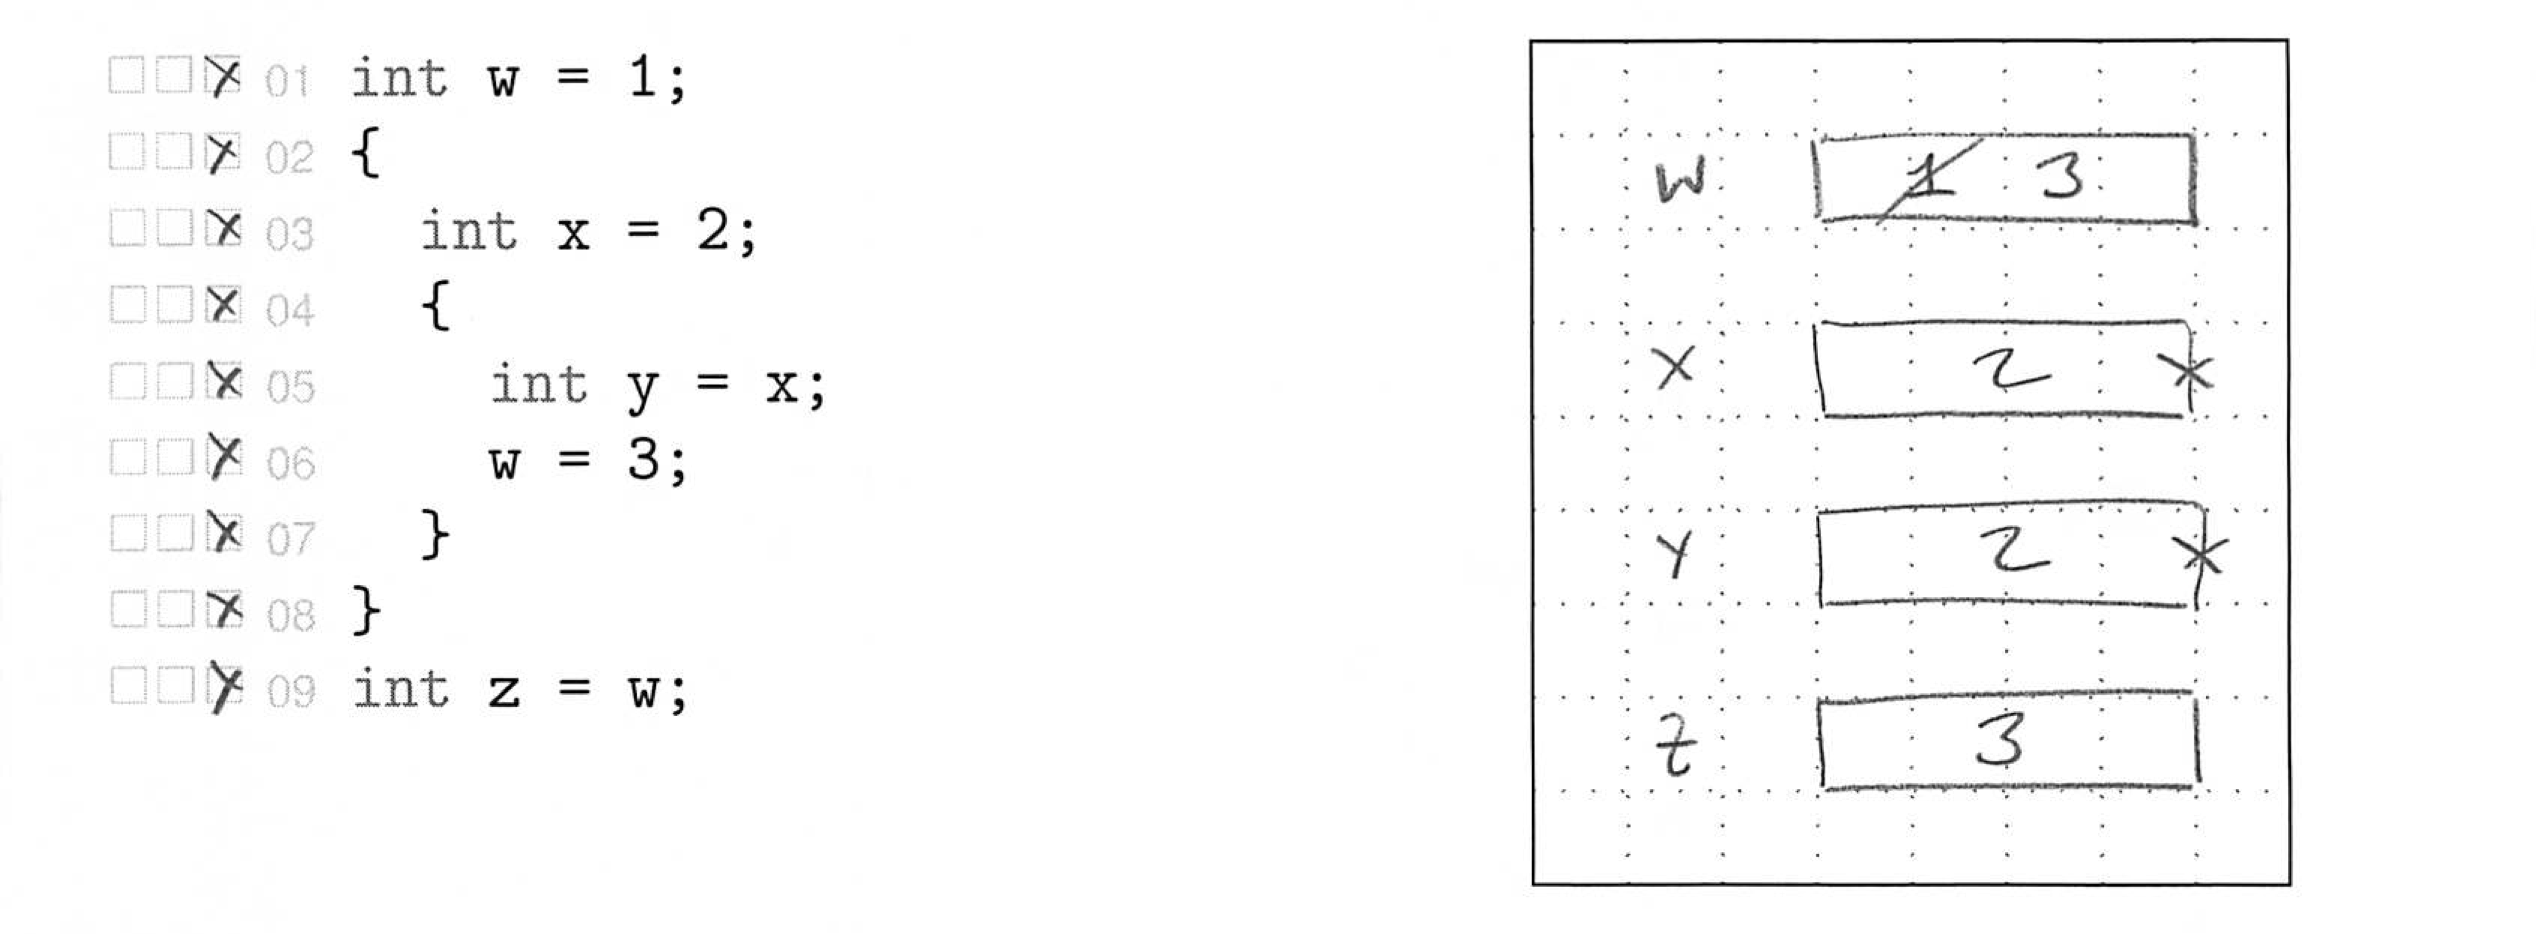 01 int w = 1;
02 {
03 int x = 2;
04 {
05 int y = x;
06 w = 3;
07 }
08 }
09 int z = w;
W 1 3
X 2
Y 2
z 3